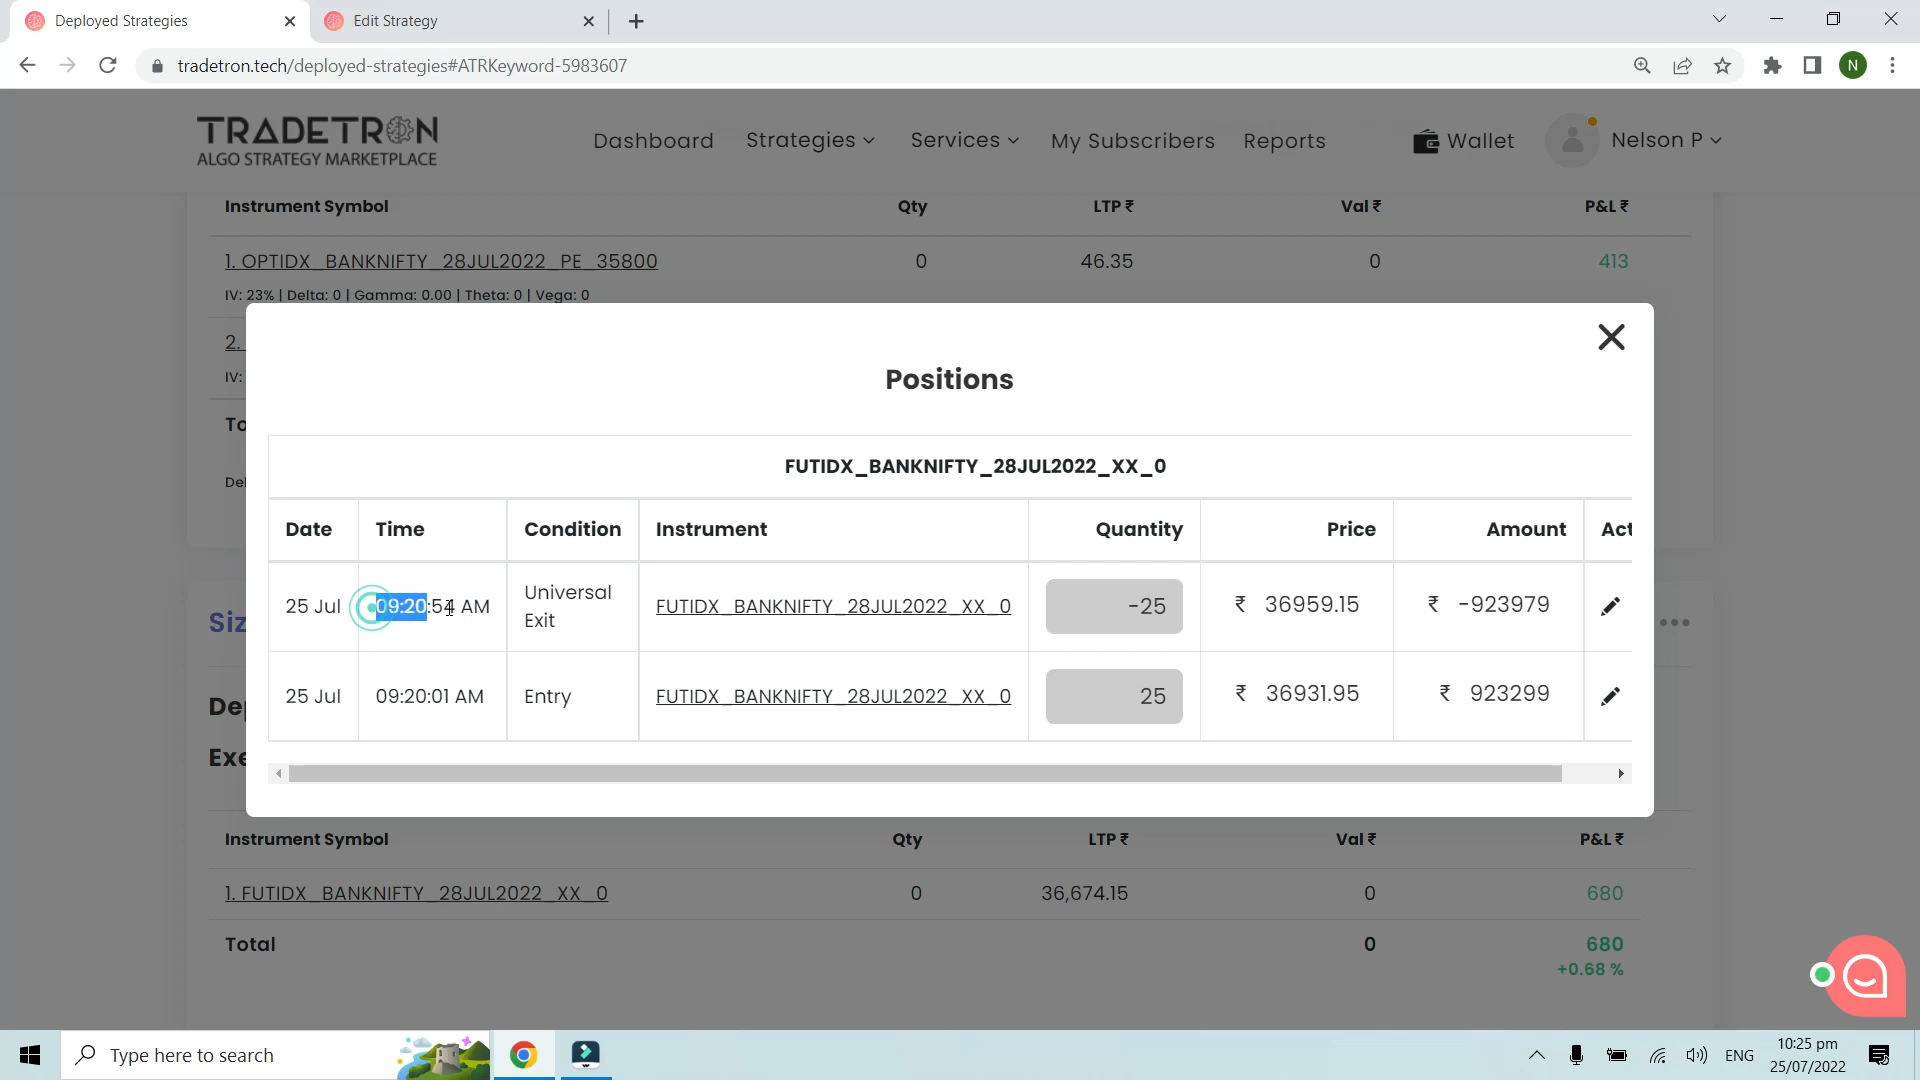 Deployed Strategies
Edit Strategy
tradetron.tech/deployed-strategies#ATRKeyword-5983607
N
TRADETRON
ALGO STRATEGY MARKETPLACE
Dashboard Strategies Services My Subscribers Reports Wallet Nelson P
Instrument Symbol Qty LTP ₹ Val ₹ P&L ₹
1. OPTIDX_BANKNIFTY_28JUL2022_PE_35800 0 46.35 0 413
IV: 23% | Delta: 0 | Gamma: 0.00 | Theta: 0 | Vega: 0
2.
IV:
Positions
FUTIDX_BANKNIFTY_28JUL2022_XX_0
Date Time Condition Instrument Quantity Price Amount Act
25 Jul 09:20:54 AM Universal Exit FUTIDX_BANKNIFTY_28JUL2022_XX_0 -25 ₹ 36959.15 ₹ -923979
25 Jul 09:20:01 AM Entry FUTIDX_BANKNIFTY_28JUL2022_XX_0 25 ₹ 36931.95 ₹ 923299
Instrument Symbol Qty LTP ₹ Val ₹ P&L ₹
1. FUTIDX_BANKNIFTY_28JUL2022_XX_0 0 36,674.15 0 680
Total 0 680
+0.68 %
Type here to search
ENG
10:25 pm
25/07/2022